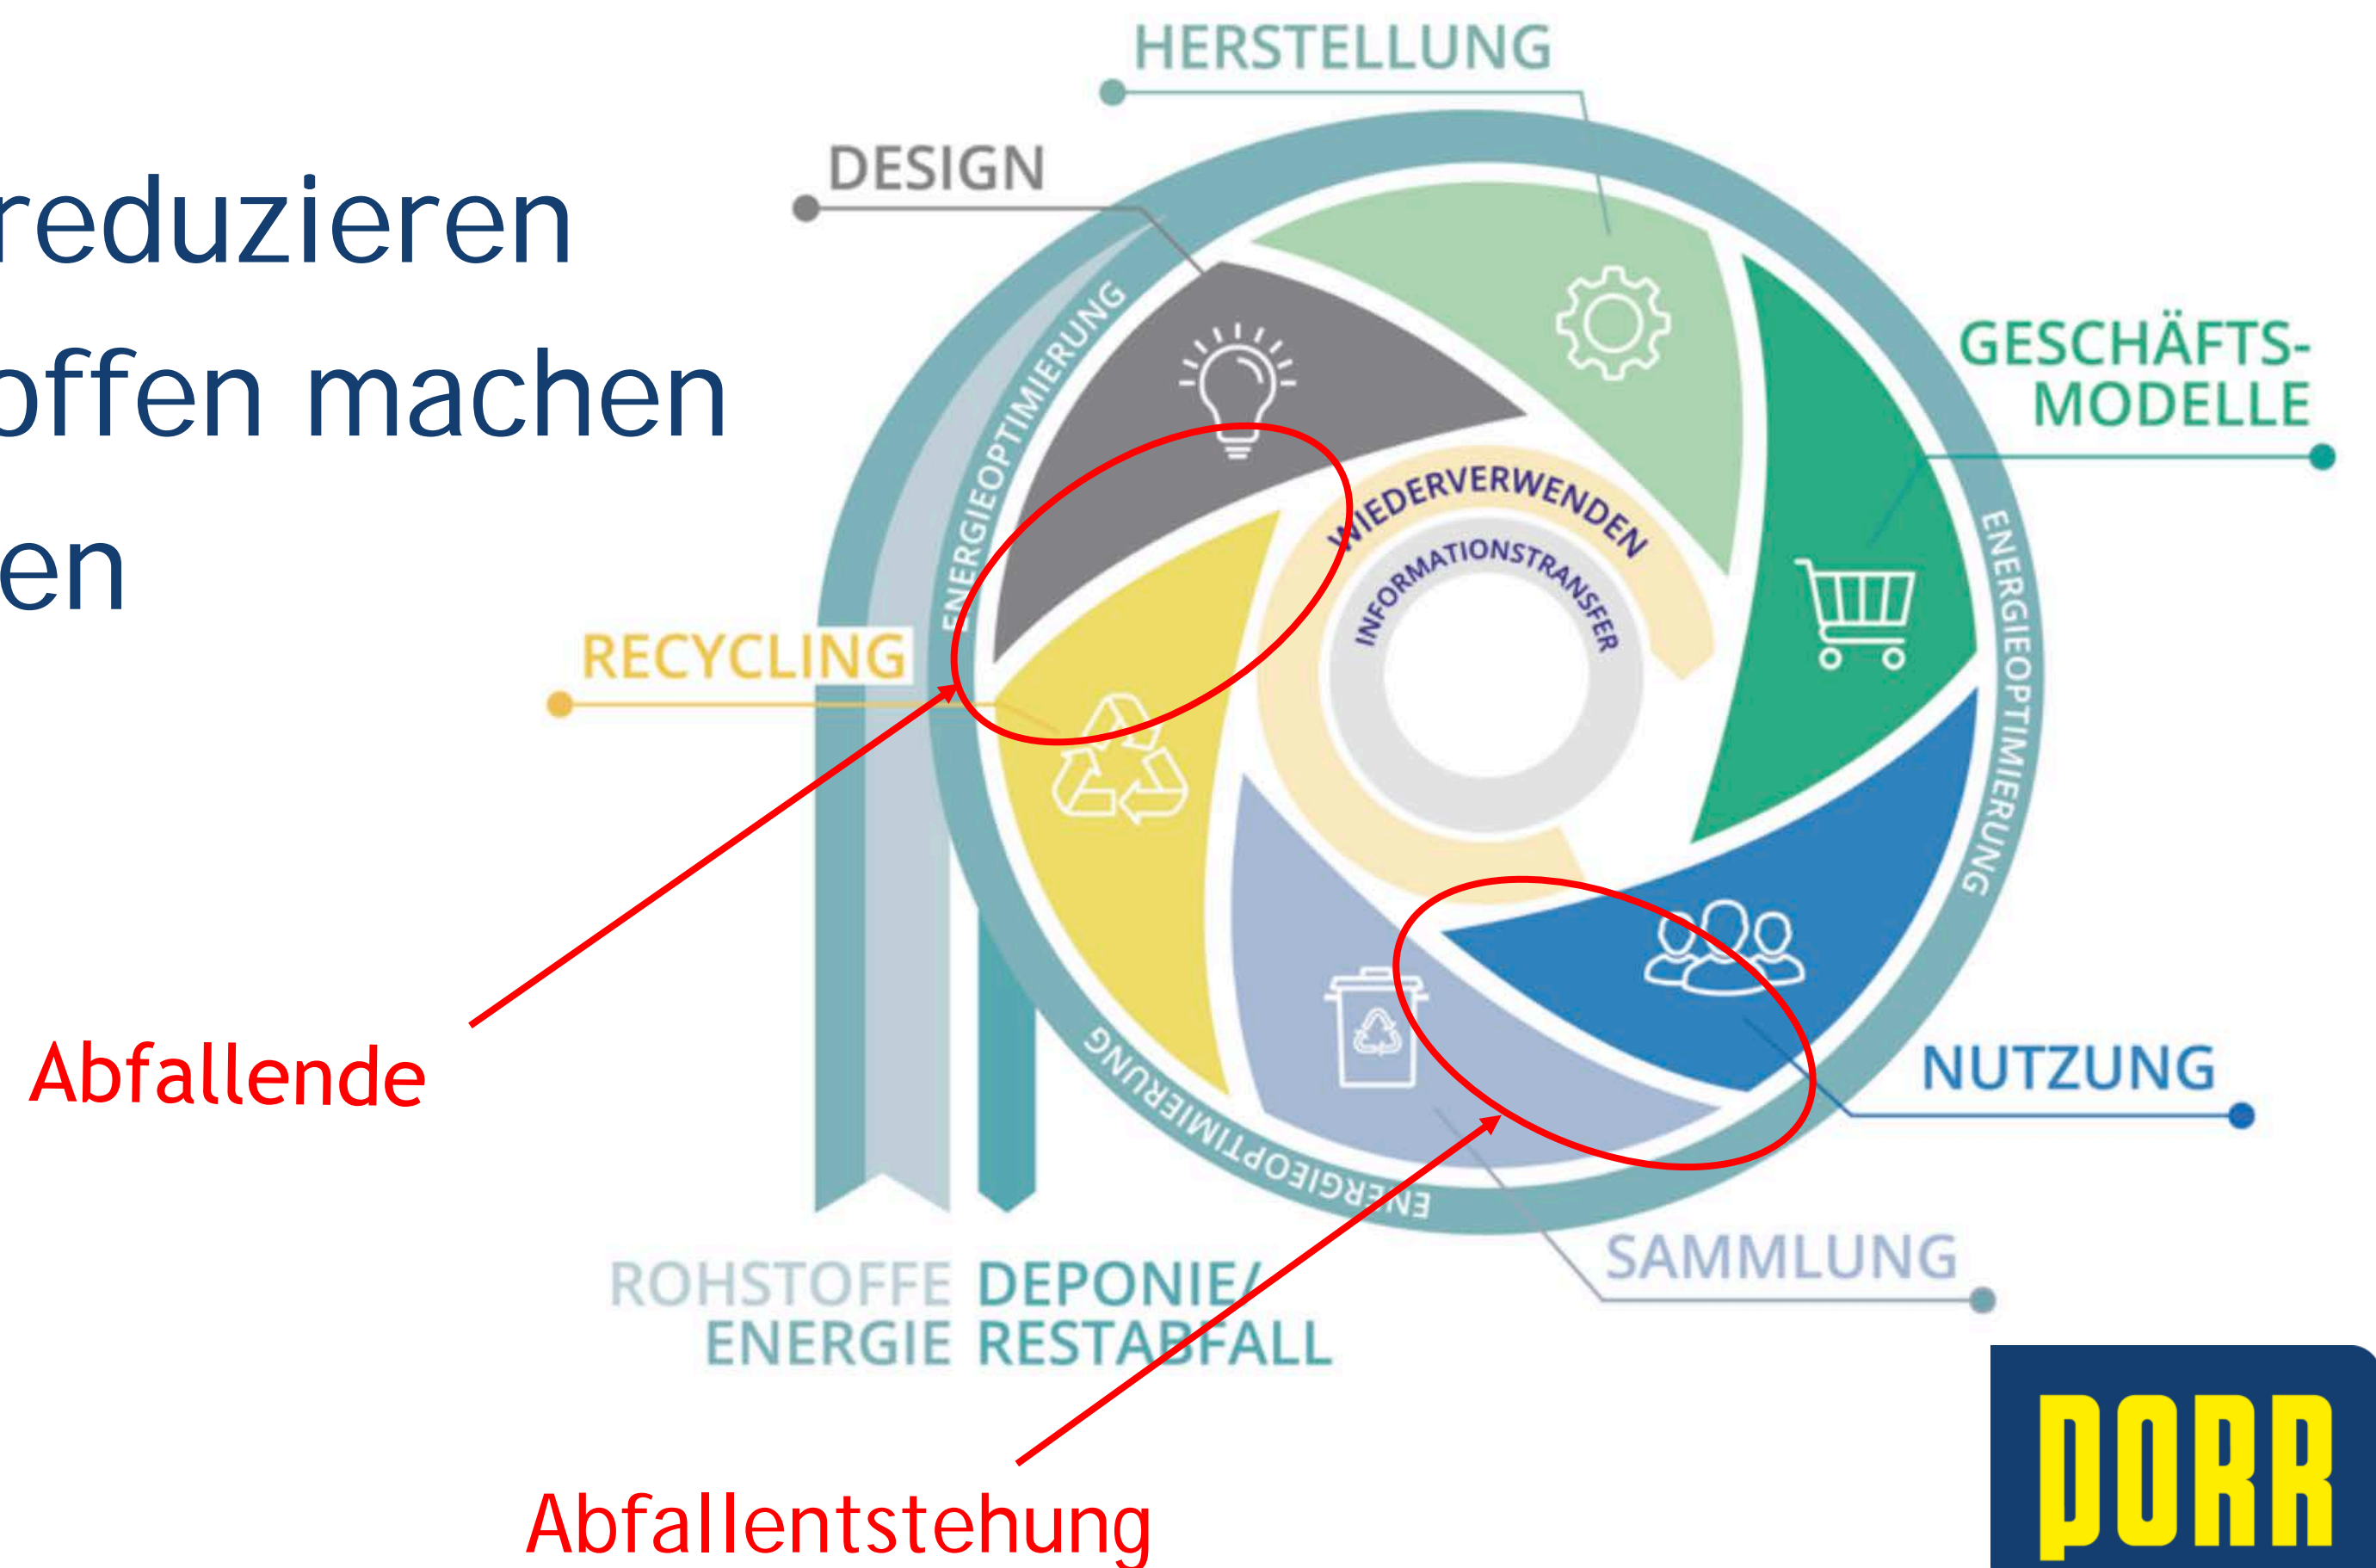 HERSTELLUNG
DESIGN
reduzieren
offen machen
en
GESCHÄFTS-
MODELLE
ENERGIEOPTIMIERUNG
WIEDERVERWENDEN
INFORMATIONSTRANSFER
ENERGIEOPTIMIERUNG
RECYCLING
Abfallende
ENERGIEOPTIMIERUNG
NUTZUNG
SAMMLUNG
ROHSTOFFE
ENERGIE
DEPONIE/
RESTABFALL
Abfallentstehung
PORR